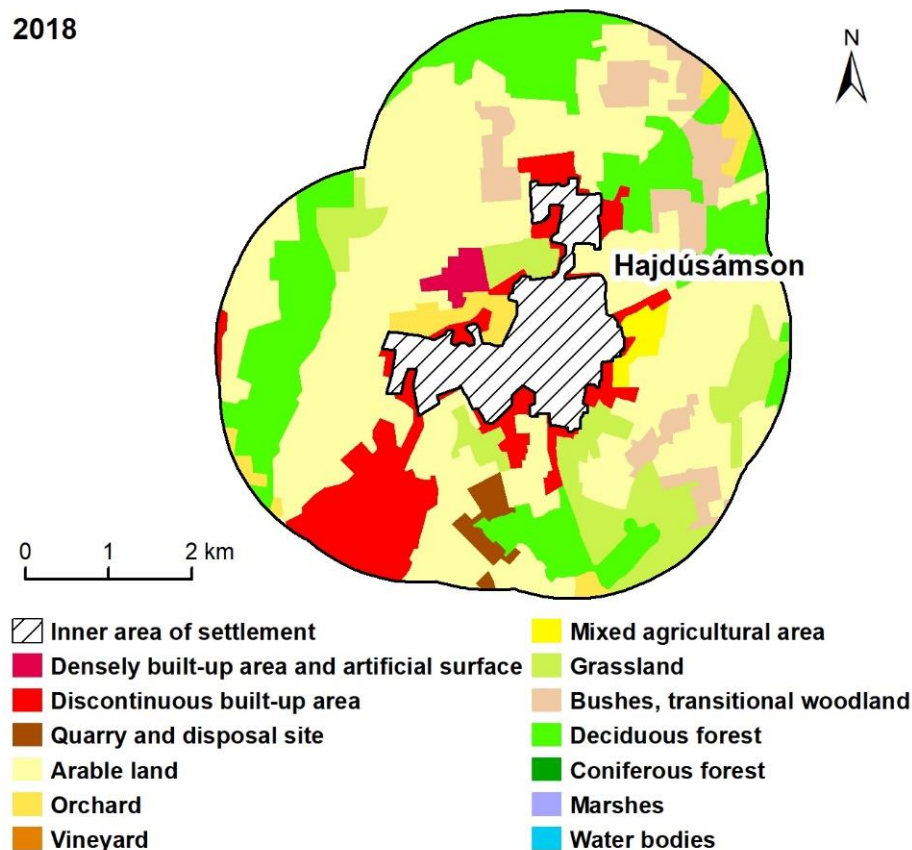 2018
N
Hajdúsámson
0 1 2 km
Inner area of settlement
Densely built-up area and artificial surface
Discontinuous built-up area
Quarry and disposal site
Arable land
Orchard
Vineyard
Mixed agricultural area
Grassland
Bushes, transitional woodland
Deciduous forest
Coniferous forest
Marshes
Water bodies